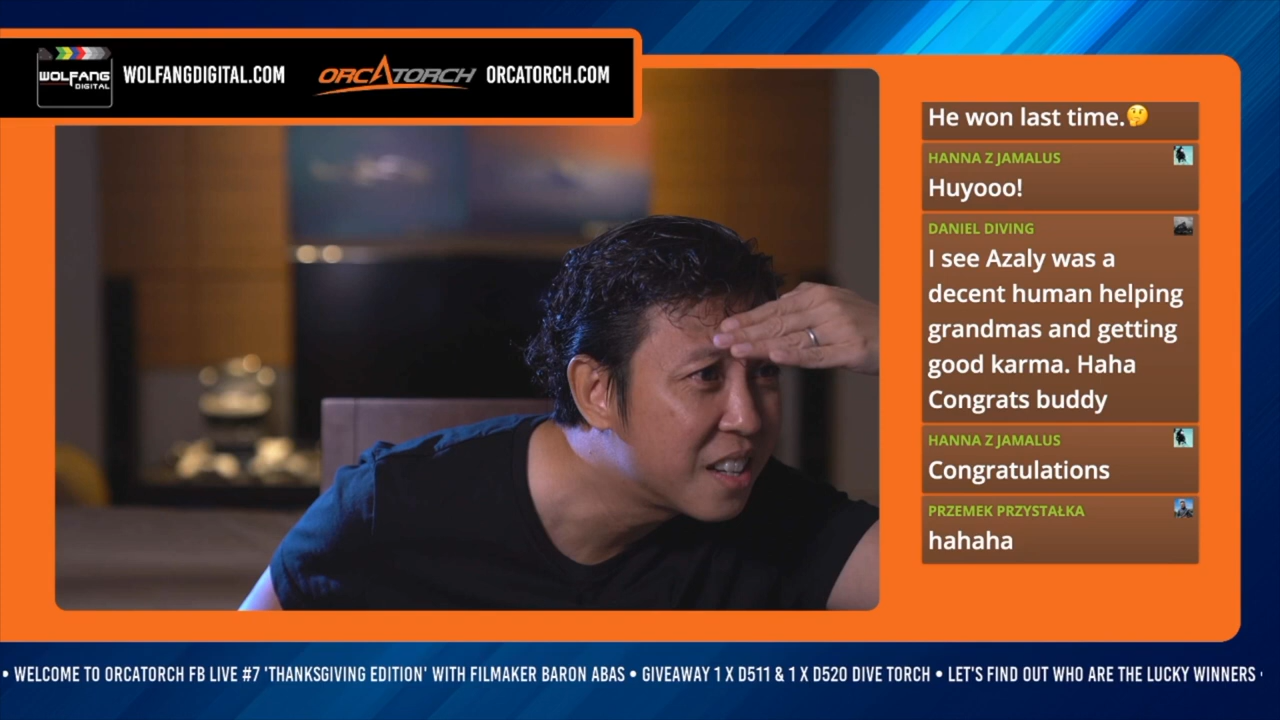 WOLFANG
DIGITAL
WOLFANGDIGITAL.COM
ORCATORCH
ORCATORCH.COM
He won last time.🤔
HANNA Z JAMALUS
Huyooo!
DANIEL DIVING
I see Azaly was a
decent human helping
grandmas and getting
good karma. Haha
Congrats buddy
HANNA Z JAMALUS
Congratulations
PRZEMEK PRZYSTAŁKA
hahaha
• WELCOME TO ORCATORCH FB LIVE #7 'THANKSGIVING EDITION' WITH FILMAKER BARON ABAS • GIVEAWAY 1 X D511 & 1 X D520 DIVE TORCH • LET'S FIND OUT WHO ARE THE LUCKY WINNERS •